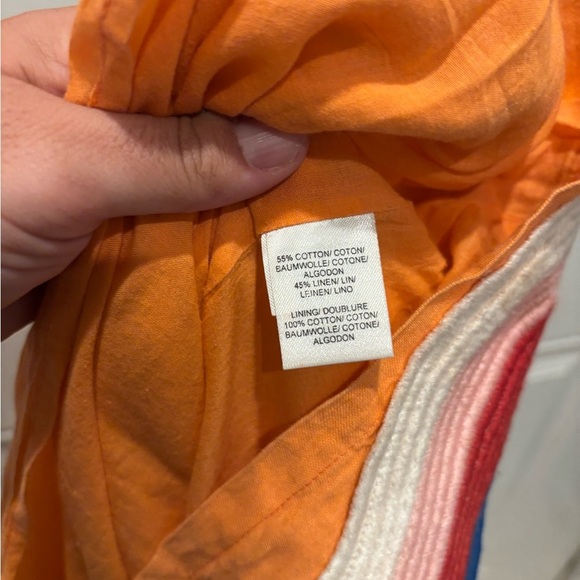 55% COTTON/ COTON/
BAUMWOLLE/ COTONE/
ALGODON
45% LINEN/ LIN/
LEINEN/ LINO
LINING/ DOUBLURE
100% COTTON/ COTON/
BAUMWOLLE/ COTONE/
ALGODON